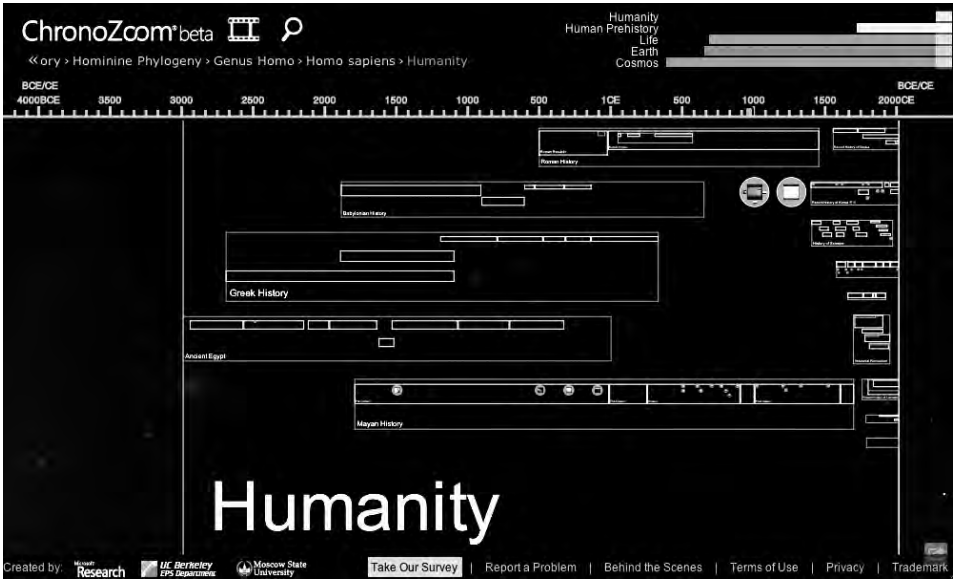 ChronoZoom® beta
«ory › Hominine Phylogeny › Genus Homo › Homo sapiens › Humanity
Humanity
Human Prehistory
Life
Earth
Cosmos
BCE/CE BCE/CE
4000BCE 3500 3000 2500 2000 1500 1000 500 1CE 500 1000 1500 2000CE
Roman History
Babylonian History
Greek History
Ancient Egypt
Mayan History
Humanity
Created by: Microsoft Research UC Berkeley EPS Department Moscow State University Take Our Survey | Report a Problem | Behind the Scenes | Terms of Use | Privacy | Trademark